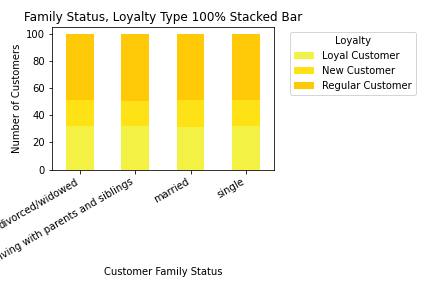 Family Status, Loyalty Type 100% Stacked Bar
Loyalty
Loyal Customer
New Customer
Regular Customer
Number of Customers
100
80
60
40
20
0
divorced/widowed
ving with parents and siblings
married
single
Customer Family Status